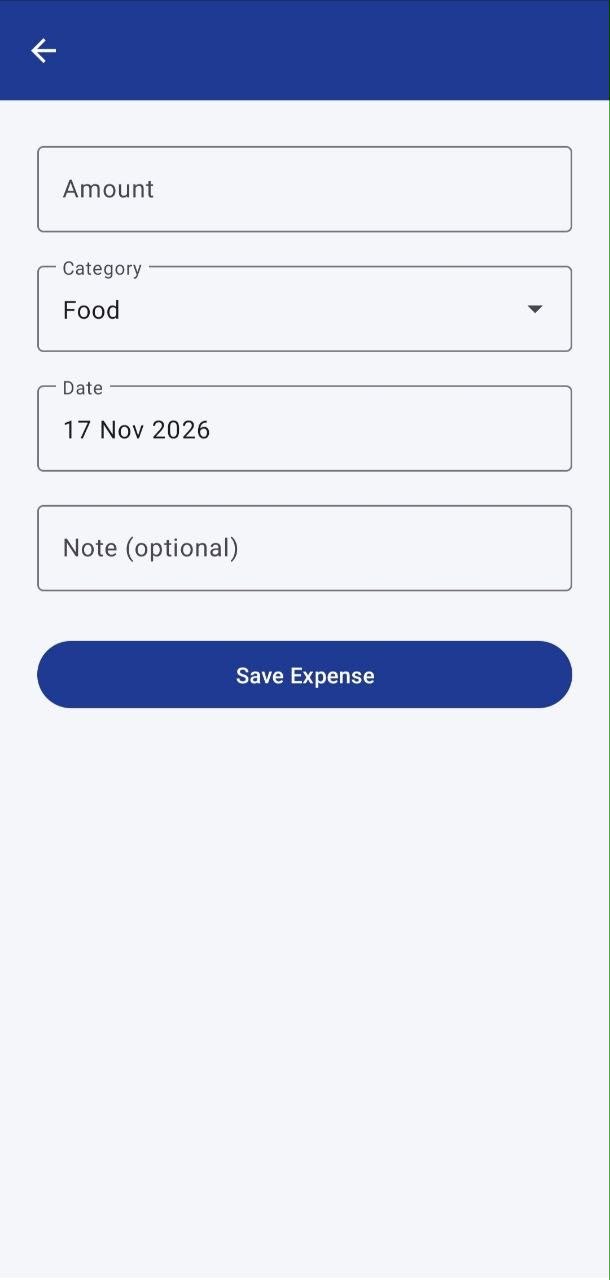 Amount
Category
Food
Date
17 Nov 2026
Note (optional)
Save Expense